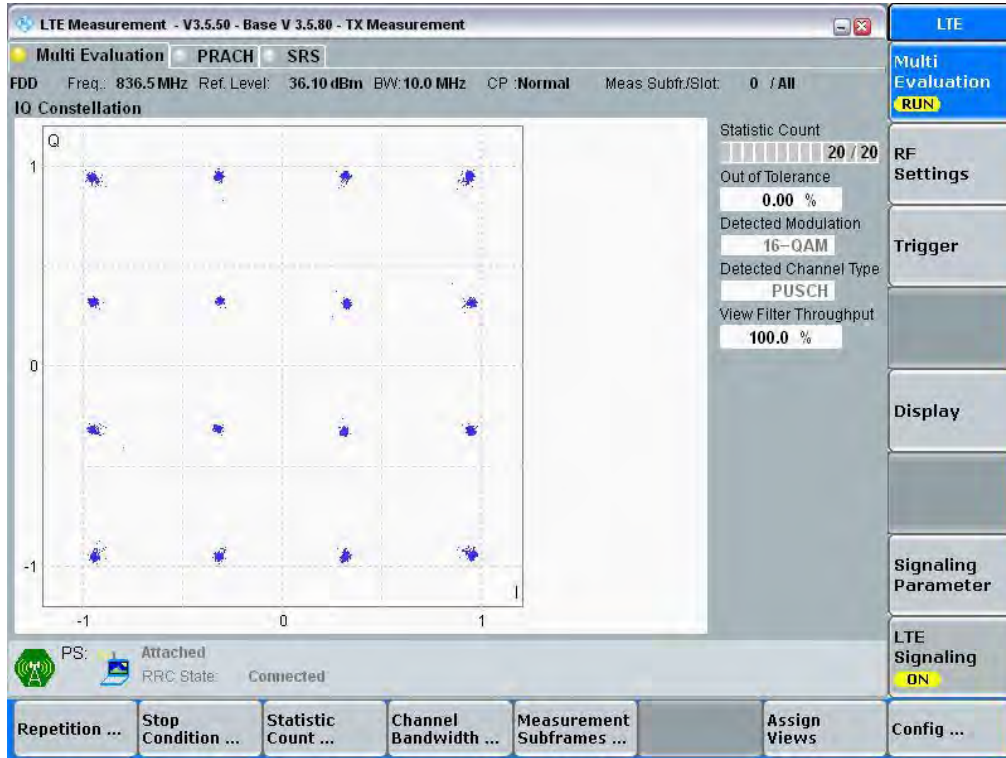 LTE Measurement - V3.5.50 - Base V 3.5.80 - TX Measurement
LTE
Multi Evaluation PRACH SRS
FDD Freq.: 836.5 MHz Ref. Level: 36.10 dBm BW: 10.0 MHz CP :Normal Meas Subfr./Slot: 0 / All
IQ Constellation
Q
1
0
-1
-1 0 1
I
Statistic Count
20 / 20
Out of Tolerance
0.00 %
Detected Modulation
16-QAM
Detected Channel Type
PUSCH
View Filter Throughput
100.0 %
Multi
Evaluation
RUN
RF
Settings
Trigger
Display
Signaling
Parameter
LTE
Signaling
ON
PS: Attached
RRC State: Connected
Repetition ...
Stop
Condition ...
Statistic
Count ...
Channel
Bandwidth ...
Measurement
Subframes ...
Assign
Views
Config ...